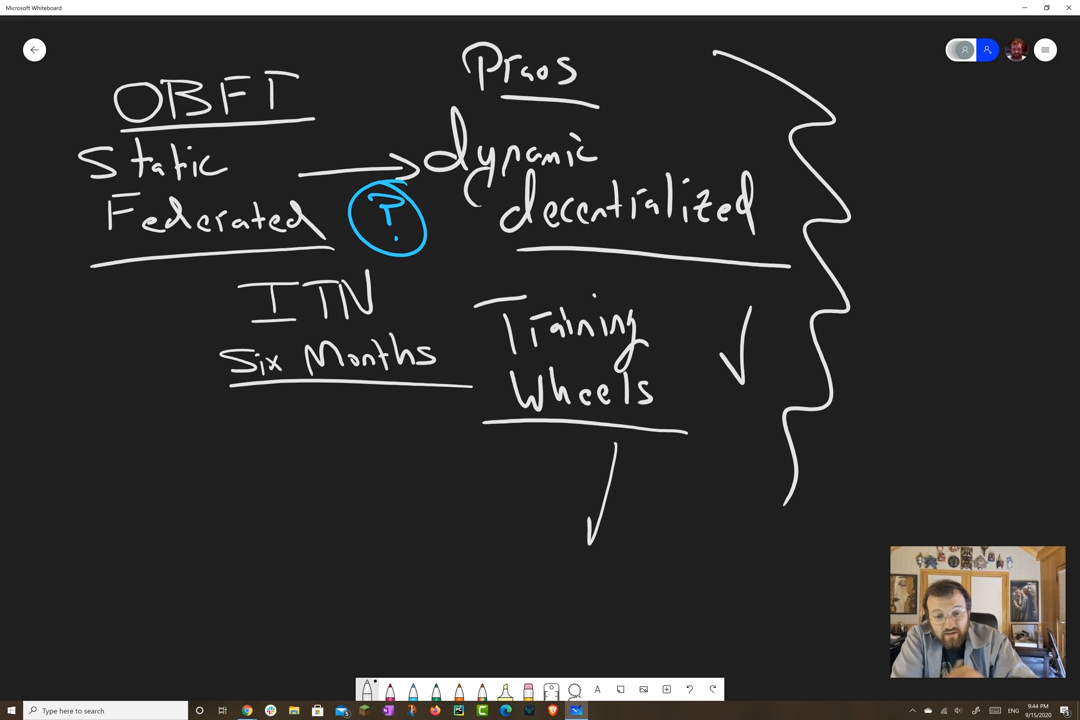 Microsoft Whiteboard
OBFT
Static
Federated
?
Praos
dynamic
decentralized
ITN
Six Months
Training
Wheels
A
Type here to search
ENG
9:44 PM
9/15/2020